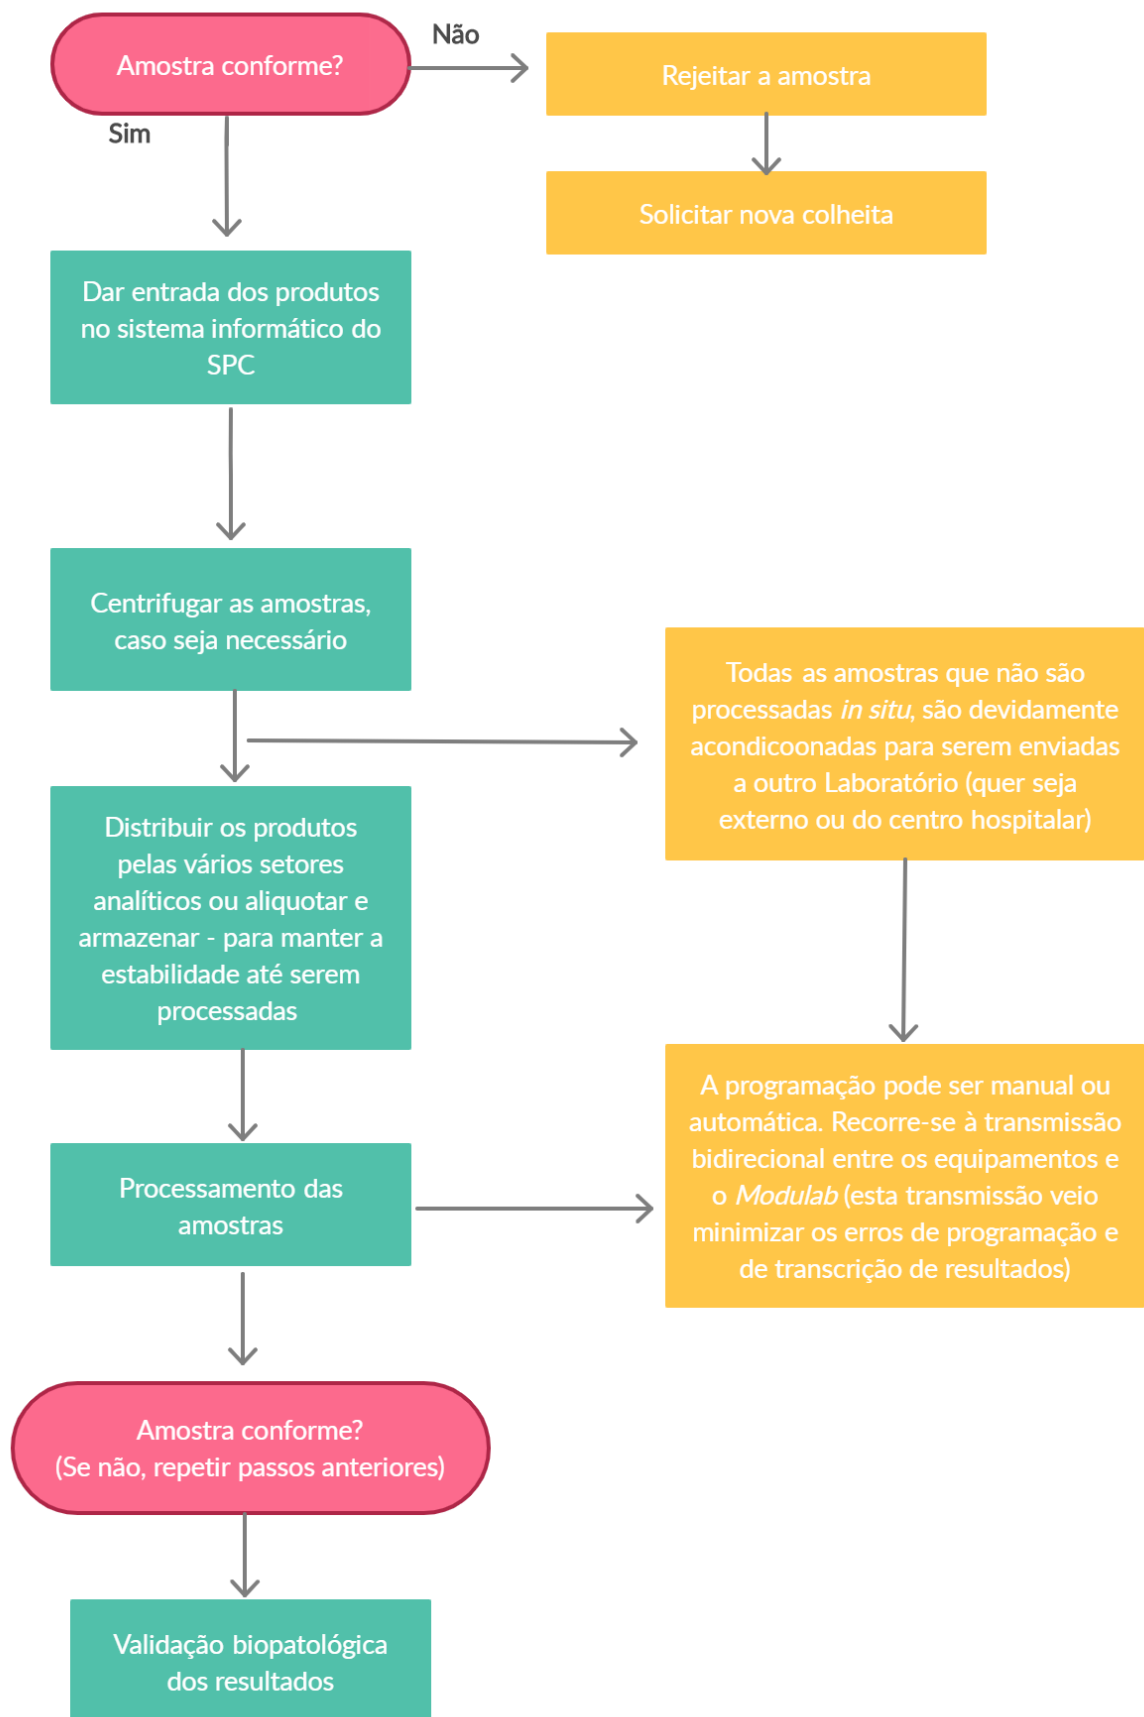 Amostra conforme?
Não
Rejeitar a amostra
Sim
Solicitar nova colheita
Dar entrada dos produtos
no sistema informático do
SPC
Centrifugar as amostras,
caso seja necessário
Todas as amostras que não são
processadas in situ, são devidamente
acondicoonadas para serem enviadas
a outro Laboratório (quer seja
externo ou do centro hospitalar)
Distribuir os produtos
pelas vários setores
analíticos ou aliquotar e
armazenar - para manter a
estabilidade até serem
processadas
A programação pode ser manual ou
automática. Recorre-se à transmissão
bidirecional entre os equipamentos e
o Modulab (esta transmissão veio
minimizar os erros de programação e
de transcrição de resultados)
Processamento das
amostras
Amostra conforme?
(Se não, repetir passos anteriores)
Validação biopatológica
dos resultados